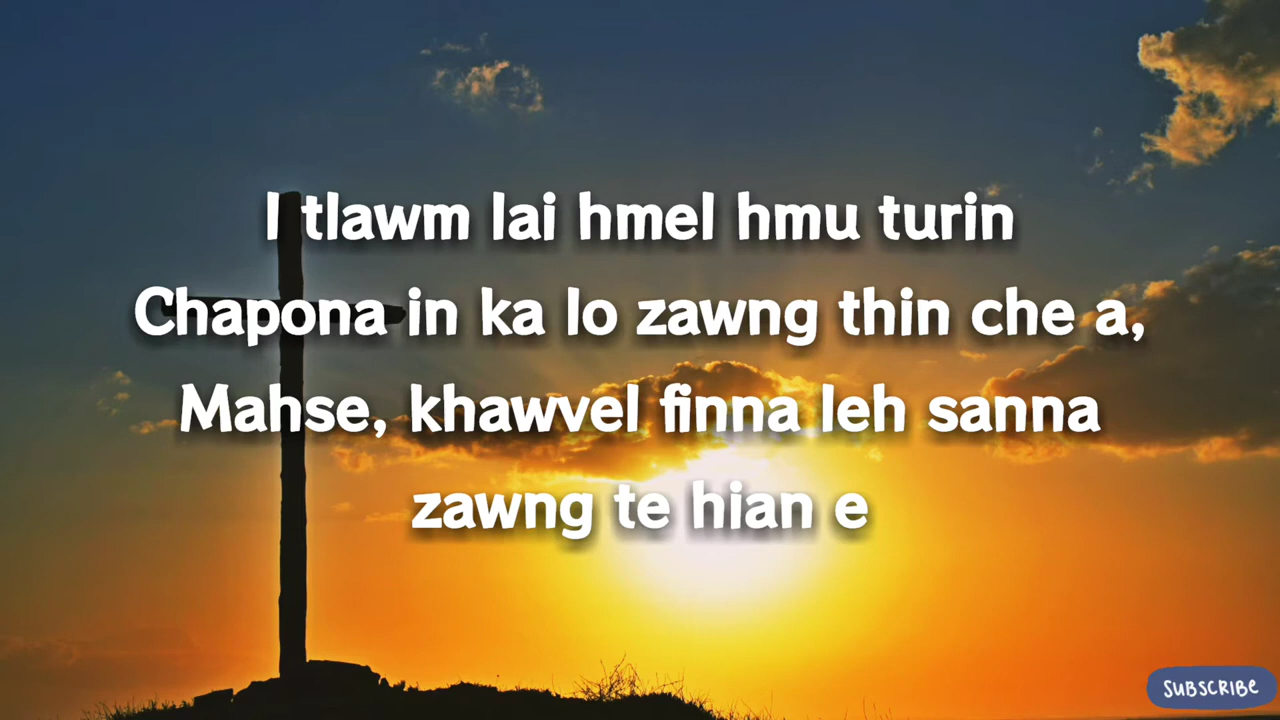 I tlawm lai hmel hmu turin
Chapona in ka lo zawng thin che a,
Mahse, khawvel finna leh sanna
zawng te hian e
SUBSCRIBE